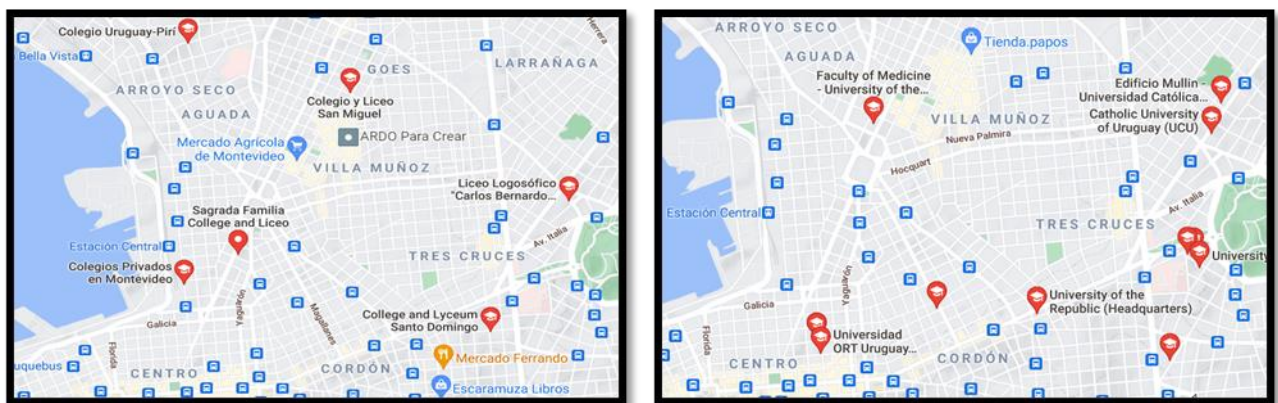 Colegio Uruguay-Pirí
Herrera
Bella Vista
GOES
LARRAÑAGA
ARROYO SECO
Colegio y Liceo
San Miguel
AGUADA
ARDO Para Crear
Mercado Agrícola
de Montevideo
VILLA MUÑOZ
Liceo Logosófico
"Carlos Bernardo...
Sagrada Familia
College and Liceo
Av. Italia
Estación Central
TRES CRUCES
Colegios Privados
en Montevideo
Yaguarón
Magallanes
College and Lyceum
Santo Domingo
Galicia
Florida
Mercado Ferrando
uquebus
CENTRO
CORDÓN
Escaramuza Libros
ARROYO SECO
Tienda.papos
AGUADA
Faculty of Medicine
- University of the...
Edificio Mullin -
Universidad Católica...
Catholic University
of Uruguay (UCU)
VILLA MUÑOZ
Nueva Palmira
Hocquart
Av. Italia
Estación Central
TRES CRUCES
University
Yaguarón
University of the
Republic (Headquarters)
Galicia
Florida
Universidad
ORT Uruguay...
CENTRO
CORDÓN